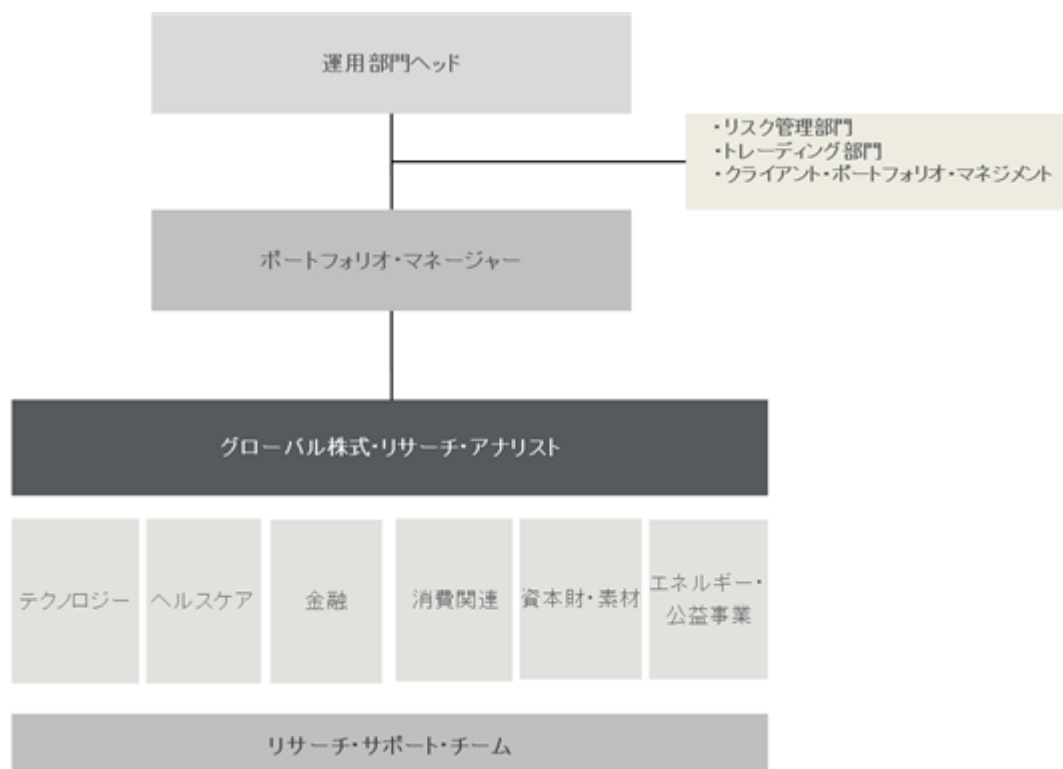 運用部門ヘッド
・リスク管理部門
・トレーディング部門
・クライアント・ポートフォリオ・マネジメント
ポートフォリオ・マネージャー
グローバル株式・リサーチ・アナリスト
テクノロジー
ヘルスケア
金融
消費関連
資本財・素材
エネルギー・
公益事業
リサーチ・サポート・チーム